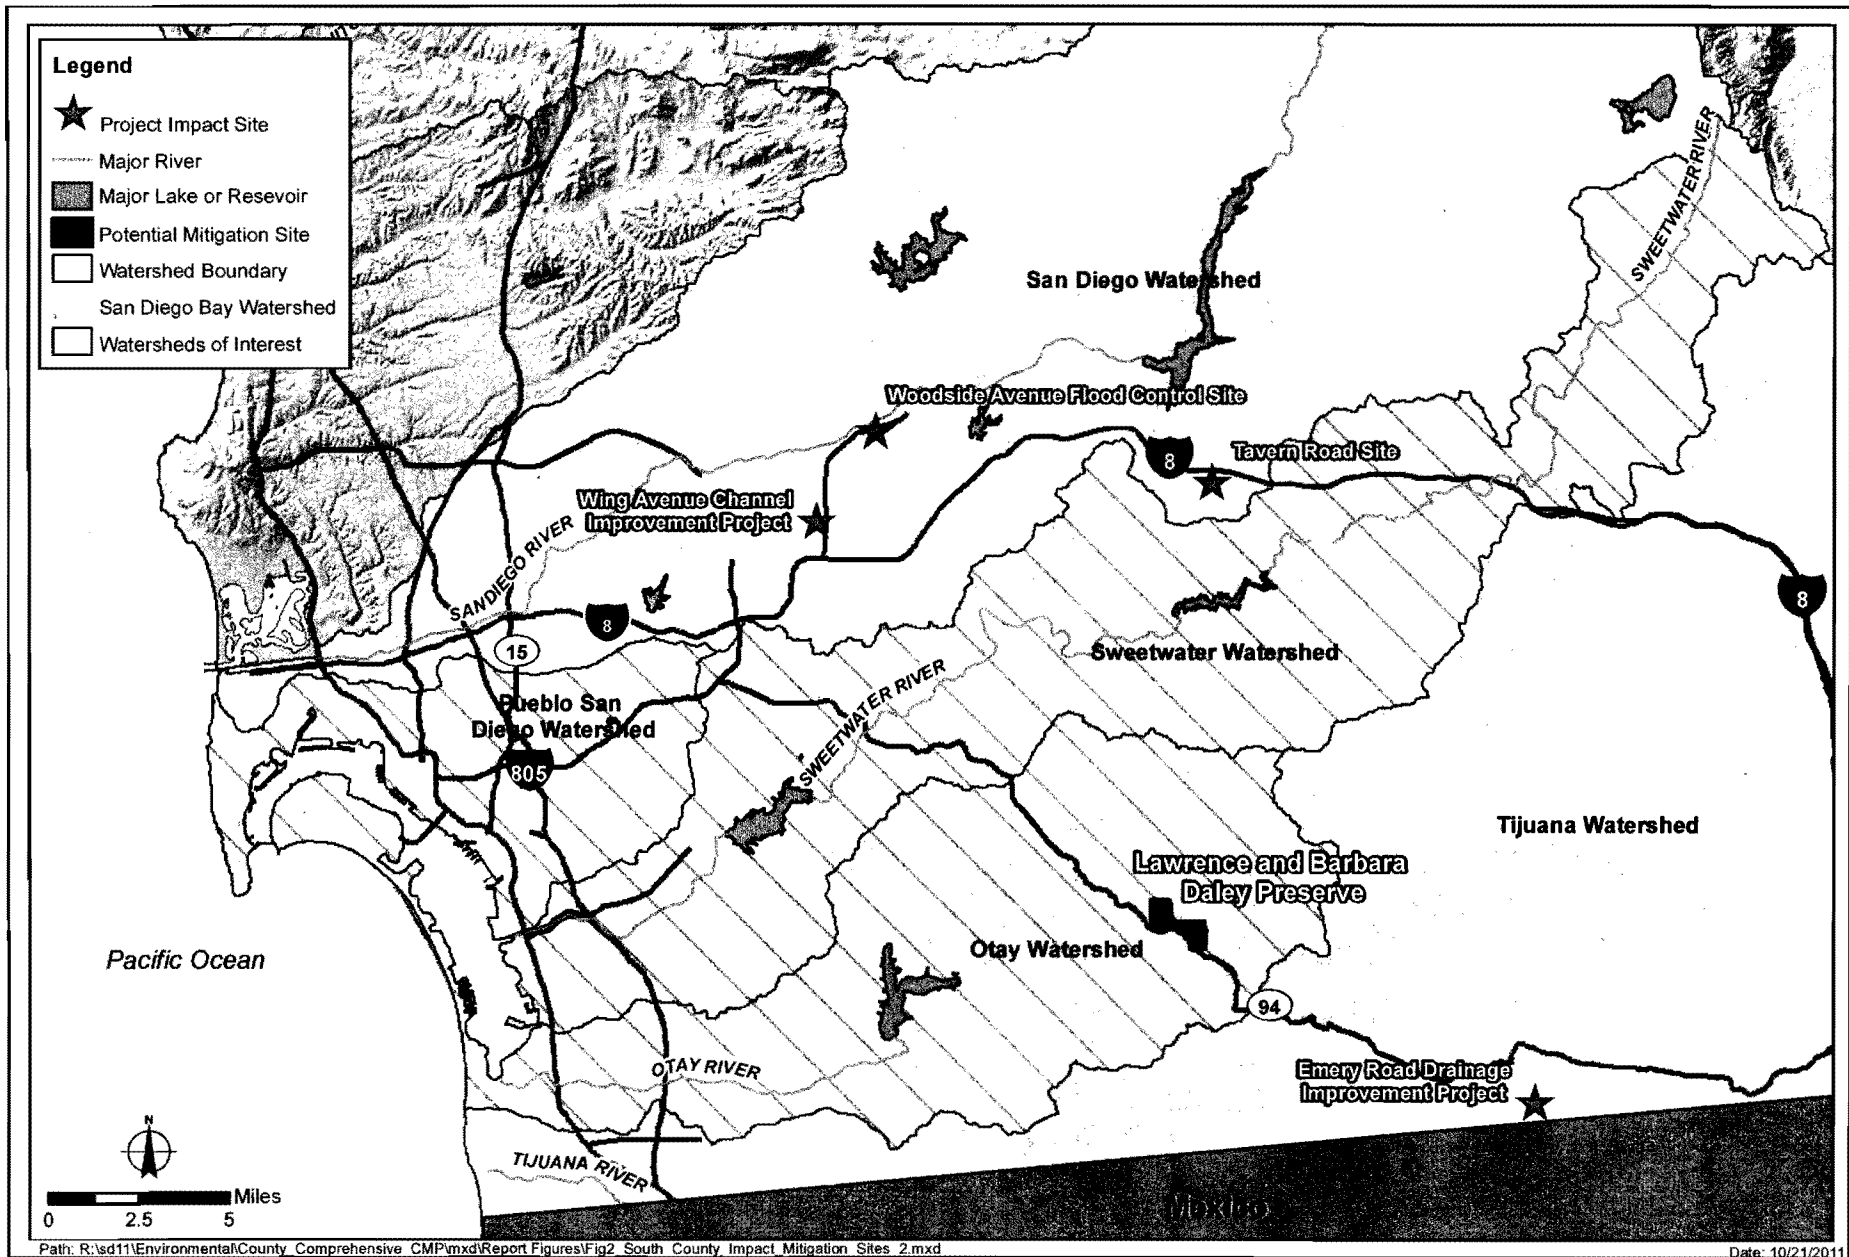 Legend
Project Impact Site
Major River
Major Lake or Resevoir
Potential Mitigation Site
Watershed Boundary
San Diego Bay Watershed
Watersheds of Interest
SWEETWATER RIVER
San Diego Watershed
Woodside Avenue Flood Control Site
8
Tavern Road Site
Wing Avenue Channel
Improvement Project
SAN DIEGO RIVER
8
8
15
Sweetwater Watershed
SWEETWATER RIVER
Pueblo San
Diego Watershed
805
Tijuana Watershed
Lawrence and Barbara
Daley Preserve
Pacific Ocean
Otay Watershed
94
OTAY RIVER
Emery Road Drainage
Improvement Project
N
TIJUANA RIVER
Miles
0 2.5 5
Mexico
Path: R:\sd11\Environmental\County_Comprehensive_CMP\mxd\Report Figures\Fig2_South_County_Impact_Mitigation_Sites_2.mxd
Date: 10/21/2011